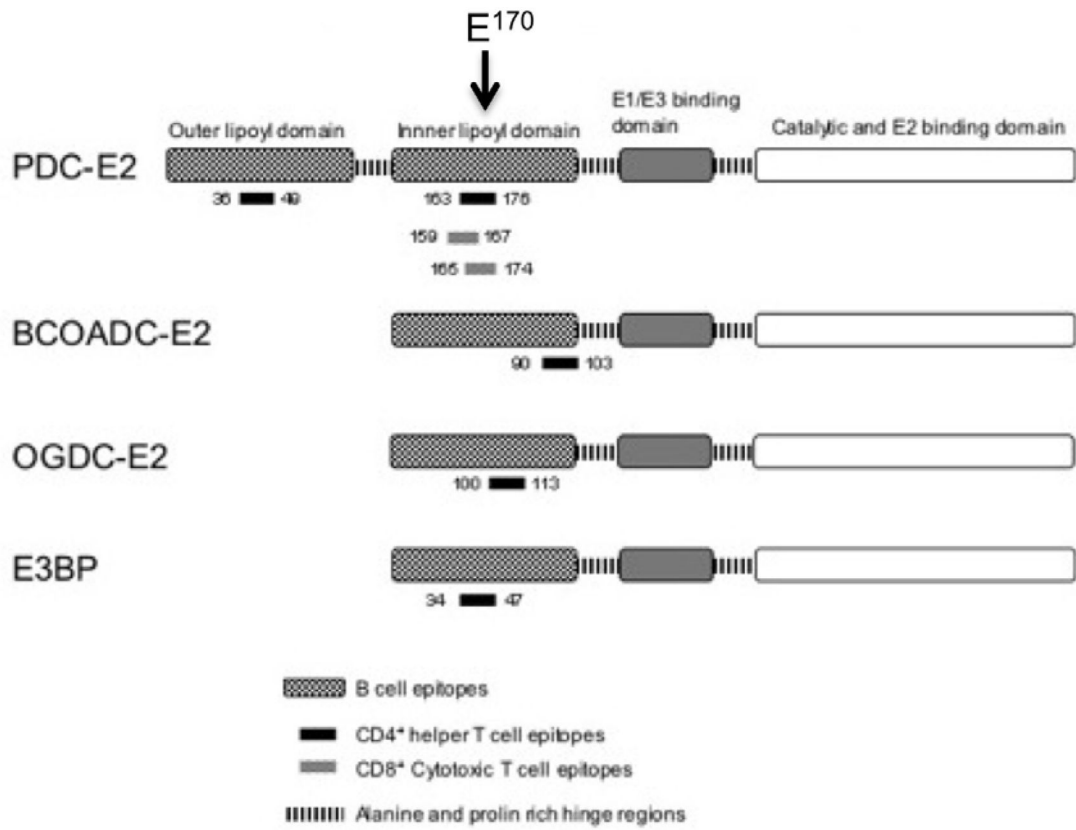 E170
E1/E3 binding
domain
Outer lipoyl domain
Innner lipoyl domain
Catalytic and E2 binding domain
PDC-E2
36 49 163 176
159 167
165 174
BCOADC-E2
90 103
OGDC-E2
100 113
E3BP
34 47
B cell epitopes
CD4+ helper T cell epitopes
CD8+ Cytotoxic T cell epitopes
Alanine and prolin rich hinge regions